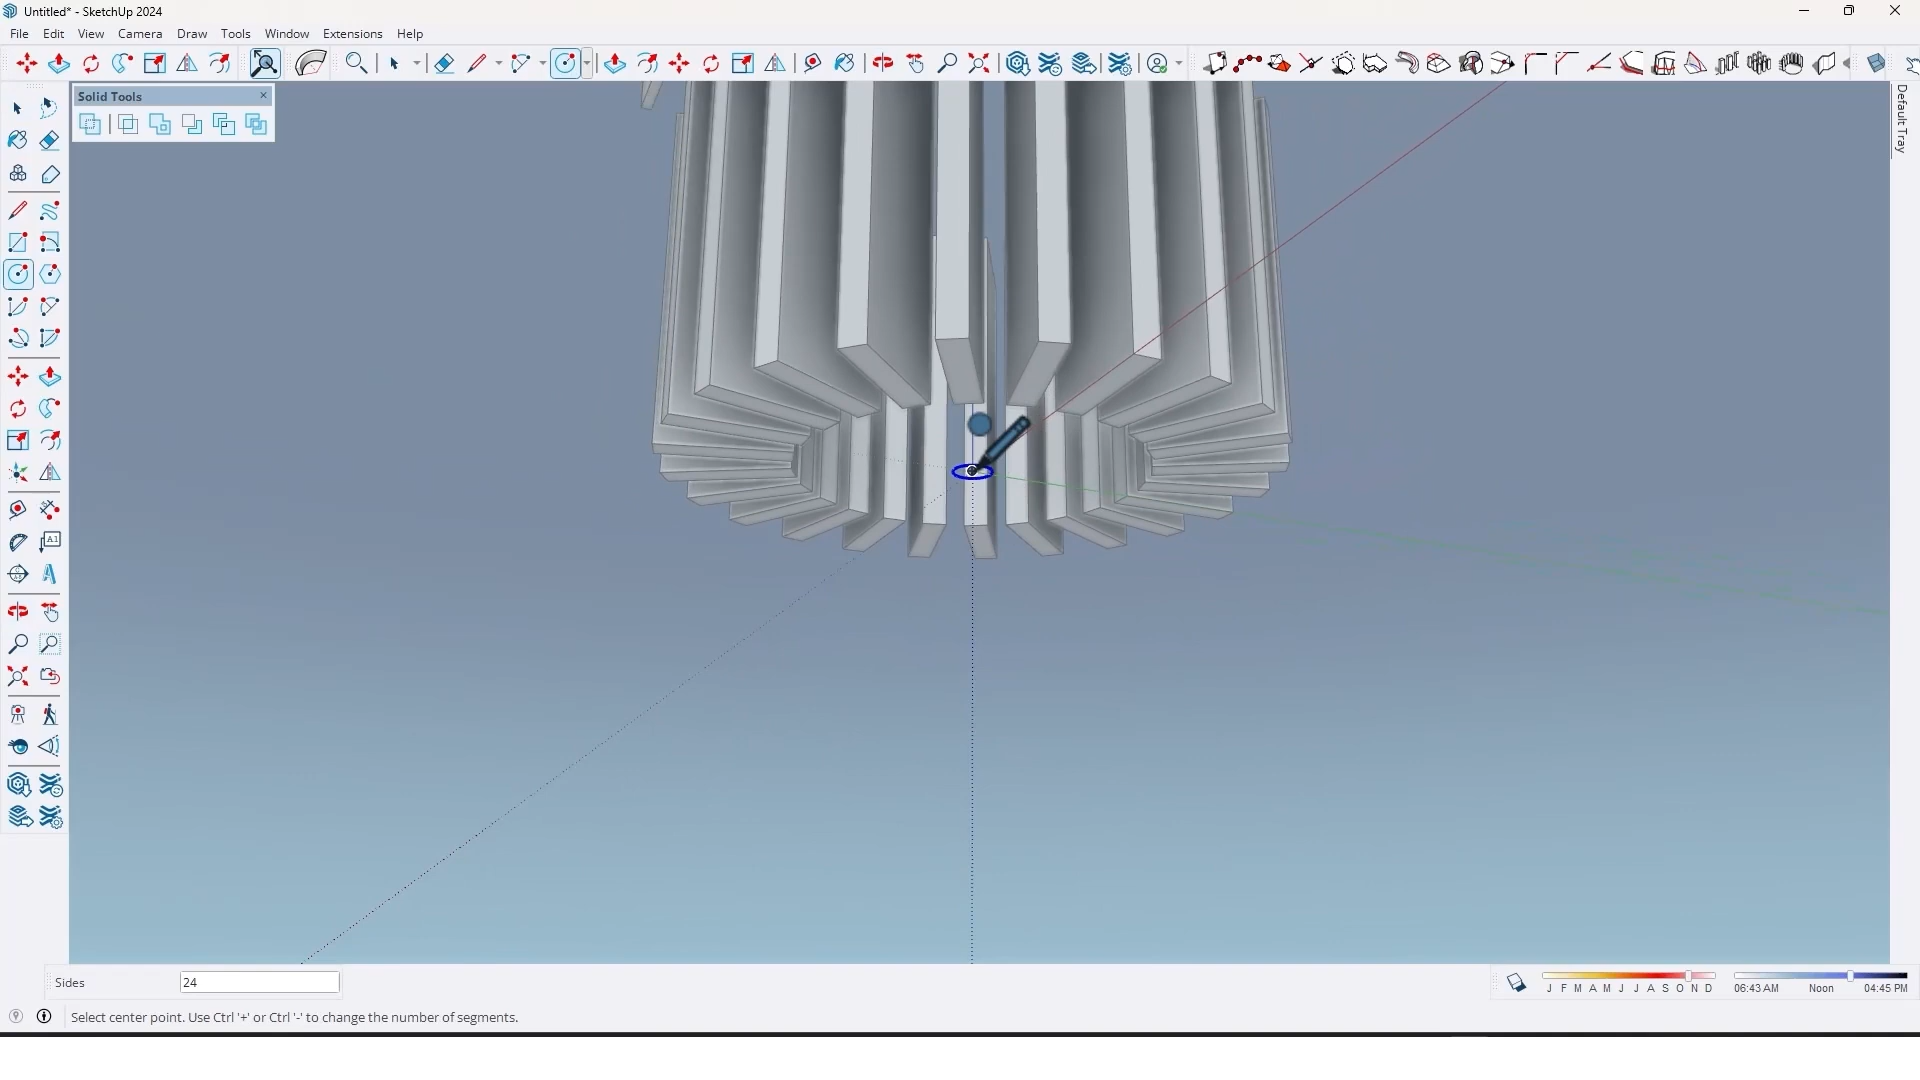 Untitled* - SketchUp 2024
File Edit View Camera Draw Tools Window Extensions Help
Solid Tools
Default Tray
A1
Sides 24
J F M A M J J A S O N D
06:43 AM Noon 04:45 PM
Select center point. Use Ctrl '+' or Ctrl '-' to change the number of segments.